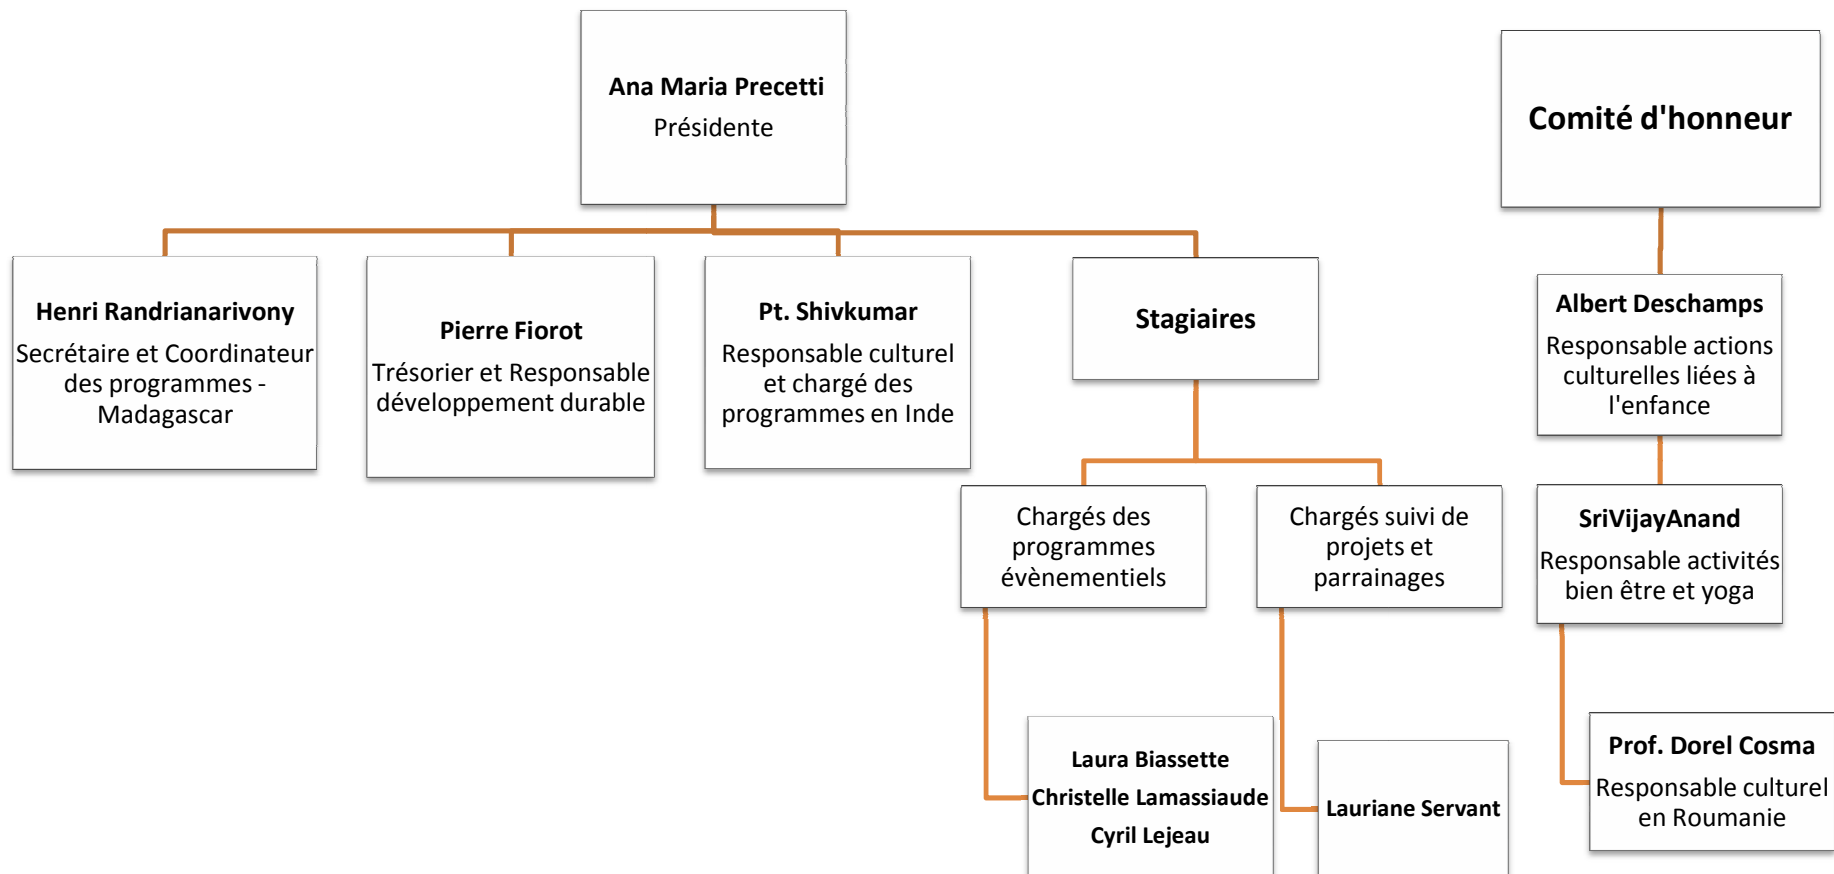 Ana Maria Precetti
Présidente
Comité d'honneur
Henri Randrianarivony
Secrétaire et Coordinateur
des programmes -
Madagascar
Pierre Fiorot
Trésorier et Responsable
développement durable
Pt. Shivkumar
Responsable culturel
et chargé des
programmes en Inde
Stagiaires
Albert Deschamps
Responsable actions
culturelles liées à
l'enfance
Chargés des
programmes
évènementiels
Chargés suivi de
projets et
parrainages
SriVijayAnand
Responsable activités
bien être et yoga
Laura Biassette
Christelle Lamassiaude
Cyril Lejeau
Lauriane Servant
Prof. Dorel Cosma
Responsable culturel
en Roumanie